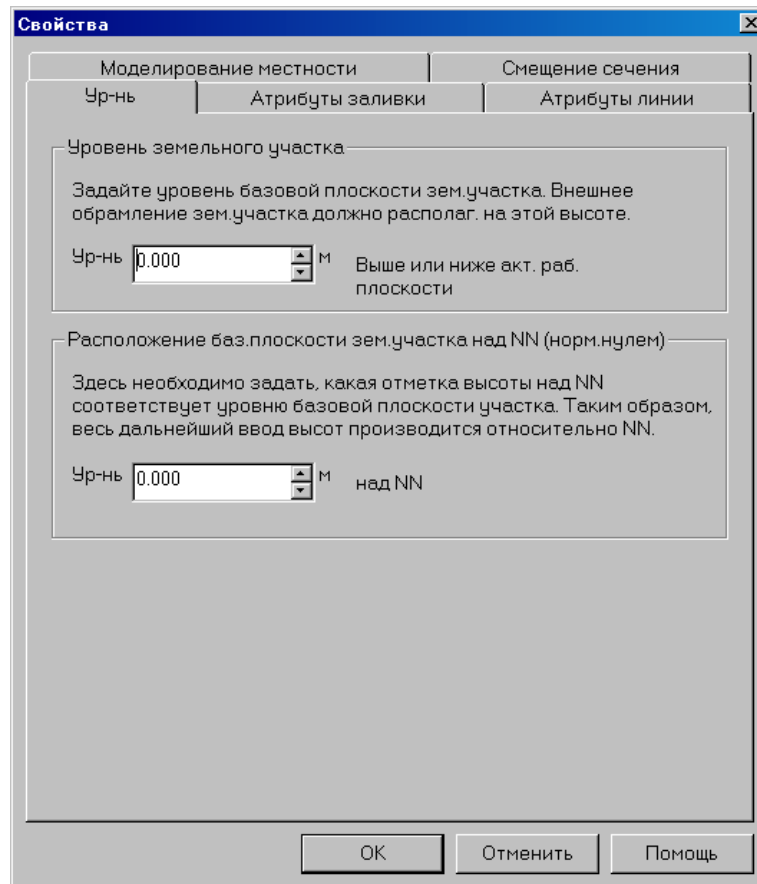 Свойства
Моделирование местности
Смещение сечения
Ур-нь
Атрибуты заливки
Атрибуты линии
Уровень земельного участка
Задайте уровень базовой плоскости зем.участка. Внешнее
обрамление зем.участка должно располаг. на этой высоте.
Ур-нь 0.000 м Выше или ниже акт. раб.
плоскости
Расположение баз.плоскости зем.участка над NN (норм.нулем)
Здесь необходимо задать, какая отметка высоты над NN
соответствует уровню базовой плоскости участка. Таким образом,
весь дальнейший ввод высот производится относительно NN.
Ур-нь 0.000 м над NN
OK
Отменить
Помощь